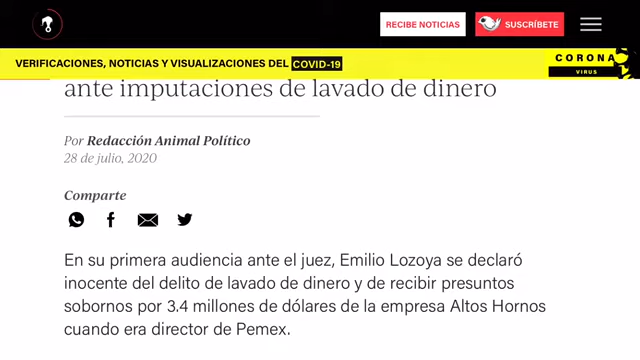 RECIBE NOTICIAS
SUSCRÍBETE
VERIFICACIONES, NOTICIAS Y VISUALIZACIONES DEL COVID-19
CORONA
VIRUS
ante imputaciones de lavado de dinero
Por Redacción Animal Político
28 de julio, 2020
Comparte
En su primera audiencia ante el juez, Emilio Lozoya se declaró
inocente del delito de lavado de dinero y de recibir presuntos
sobornos por 3.4 millones de dólares de la empresa Altos Hornos
cuando era director de Pemex.